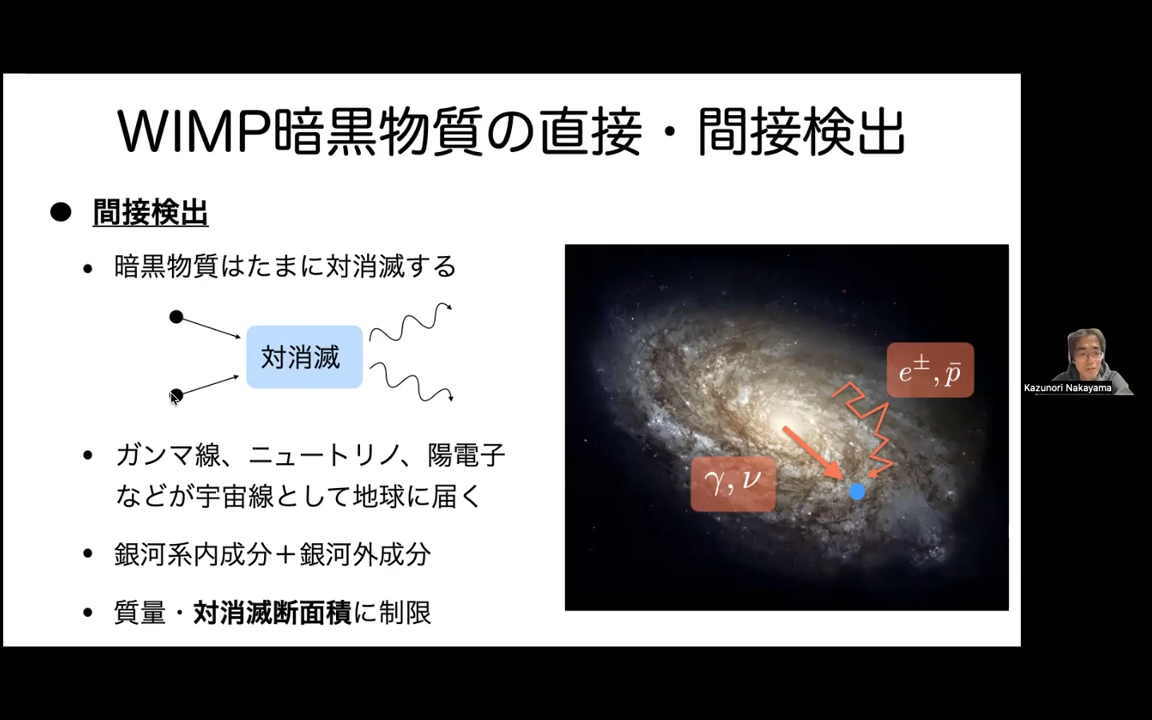 WIMP暗黒物質の直接・間接検出
● 間接検出
• 暗黒物質はたまに対消滅する
対消滅
• ガンマ線、ニュートリノ、陽電子
などが宇宙線として地球に届く
• 銀河系内成分＋銀河外成分
• 質量・対消滅断面積に制限
e±, p̄
γ, ν
Kazunori Nakayama